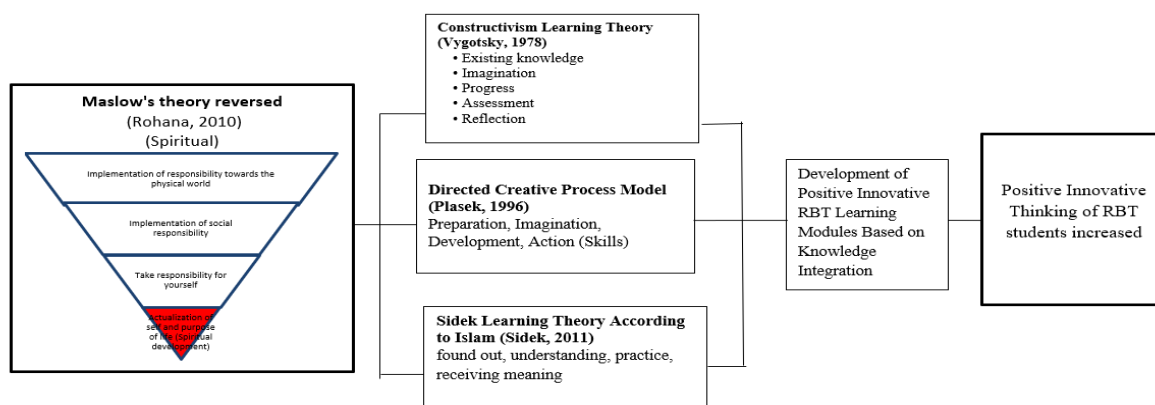 Maslow's theory reversed
(Rohana, 2010)
(Spiritual)
Implementation of responsibility towards the
physical world
Implementation of social
responsibility
Take responsibility for
yourself
Actualization of
self and purpose
of life (Spiritual
development)
Constructivism Learning Theory
(Vygotsky, 1978)
• Existing knowledge
• Imagination
• Progress
• Assessment
• Reflection
Directed Creative Process Model
(Plasek, 1996)
Preparation, Imagination,
Development, Action (Skills)
Sidek Learning Theory According
to Islam (Sidek, 2011)
found out, understanding, practice,
receiving meaning
Development of
Positive Innovative
RBT Learning
Modules Based on
Knowledge
Integration
Positive Innovative
Thinking of RBT
students increased